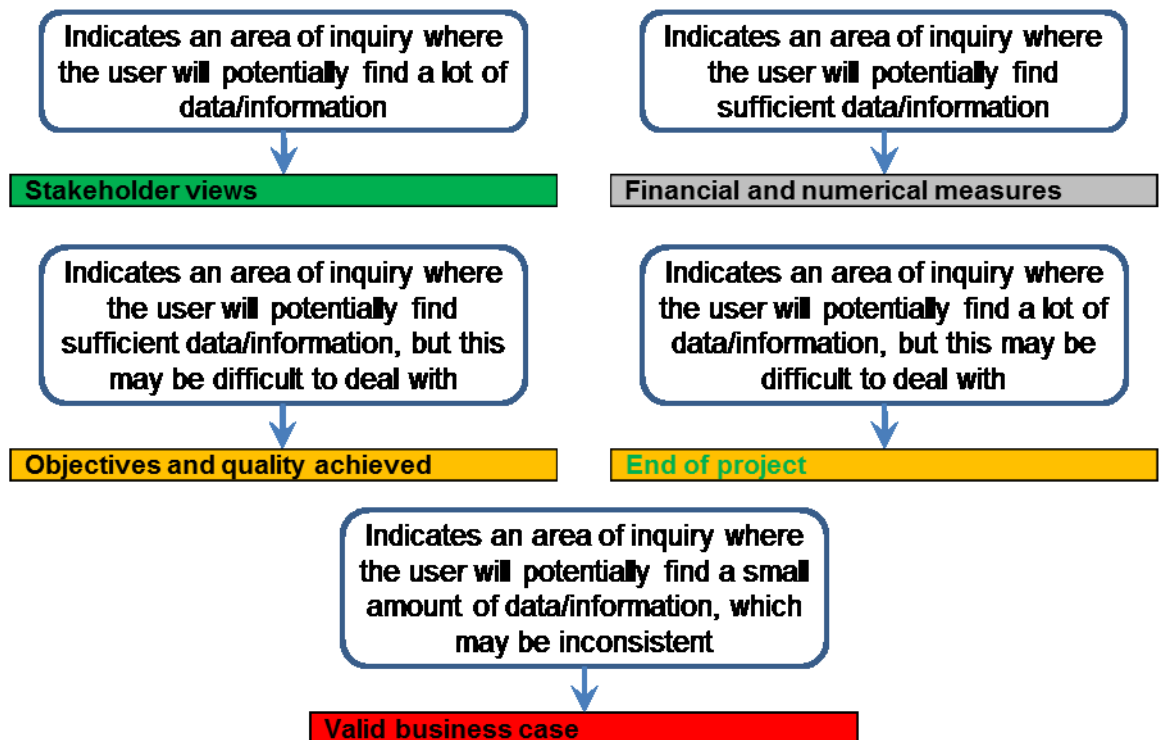 Indicates an area of inquiry where
the user will potentially find a lot of
data/information
Stakeholder views
Indicates an area of inquiry where
the user will potentially find
sufficient data/information
Financial and numerical measures
Indicates an area of inquiry where
the user will potentially find
sufficient data/information, but this
may be difficult to deal with
Objectives and quality achieved
Indicates an area of inquiry where
the user will potentially find a lot of
data/information, but this may be
difficult to deal with
End of project
Indicates an area of inquiry where
the user will potentially find a small
amount of data/information, which
may be inconsistent
Valid business case